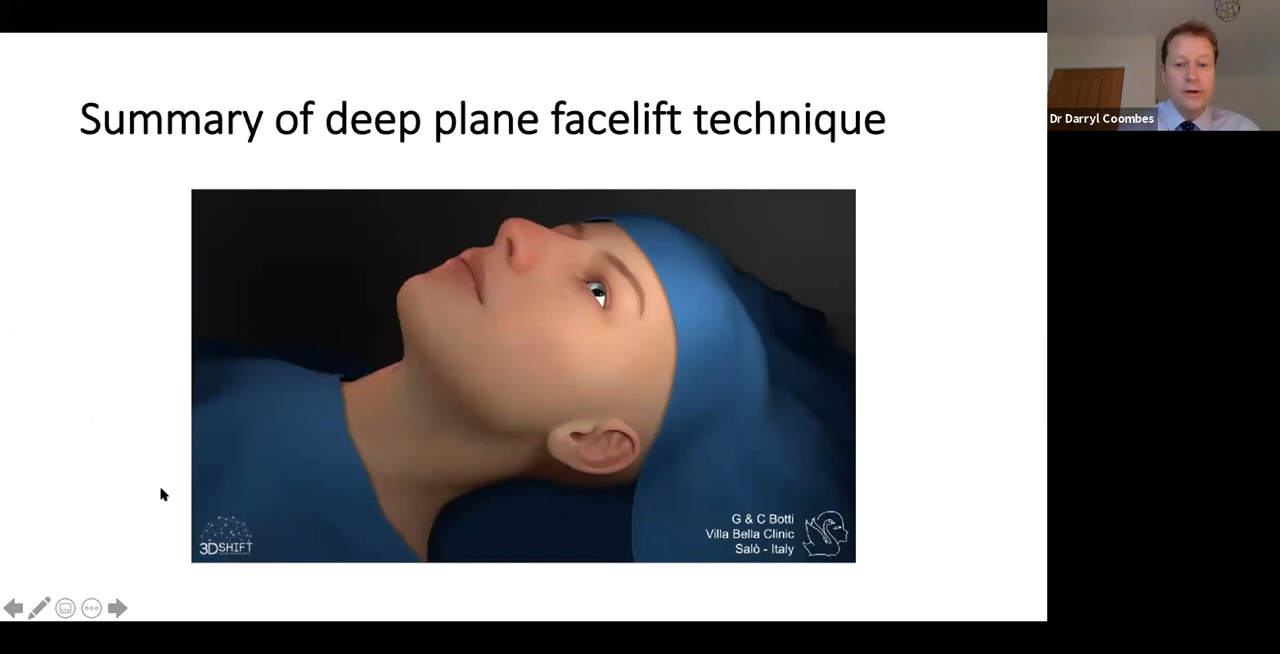 Summary of deep plane facelift technique
Dr Darryl Coombes
3DSHIFT
G & C Botti
Villa Bella Clinic
Salò - Italy